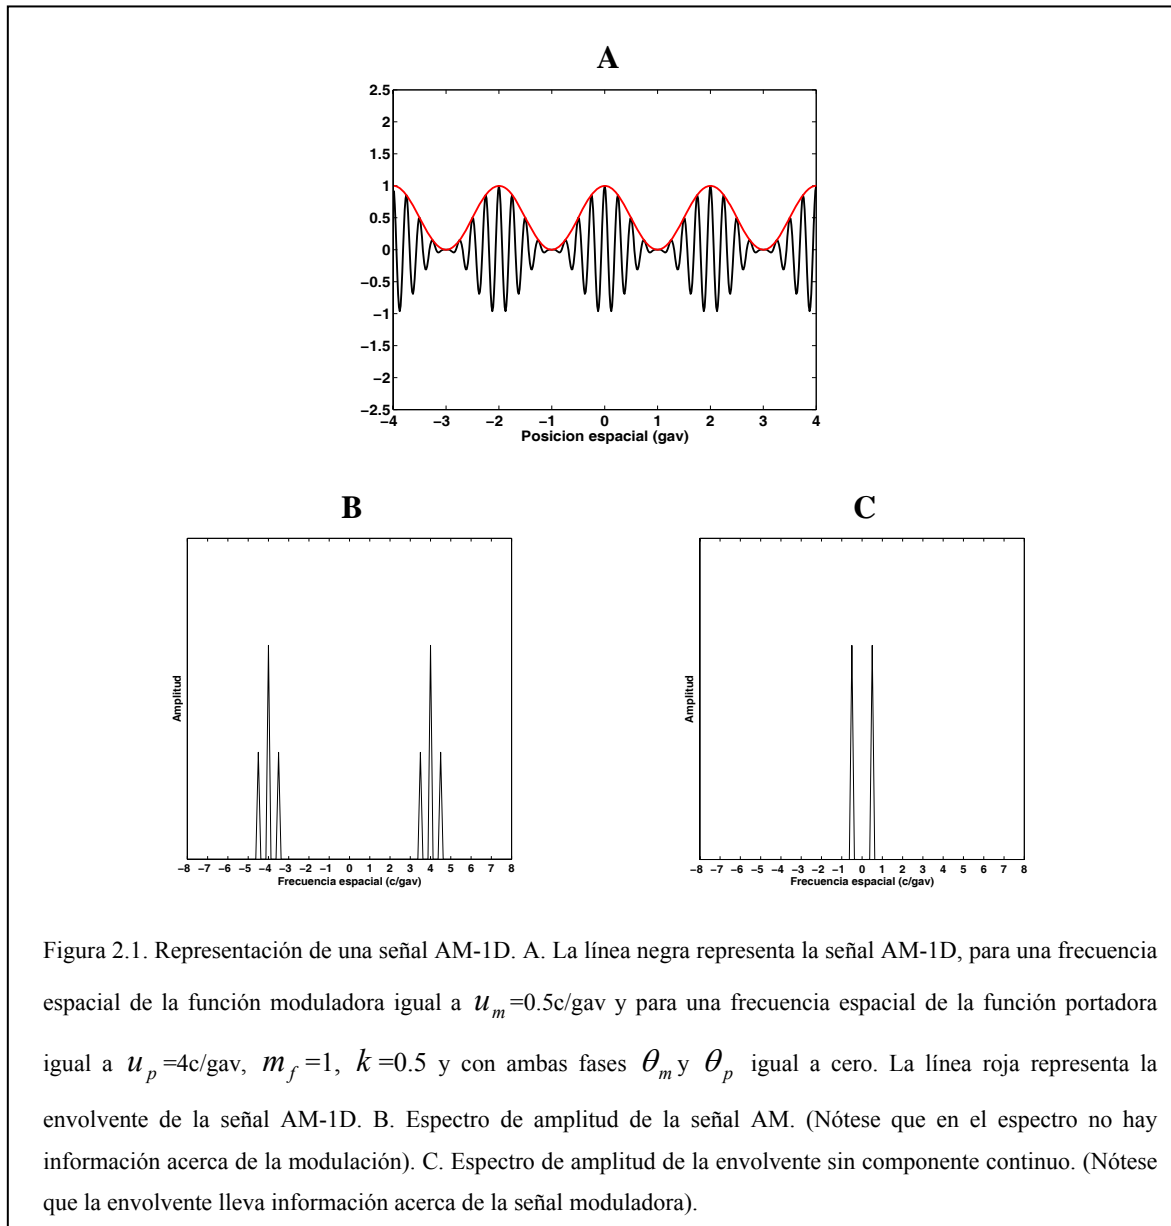 A
2.5
2
1.5
1
0.5
0
−0.5
−1
−1.5
−2
−2.5
−4 −3 −2 −1 0 1 2 3 4
Posicion espacial (gav)
B
Amplitud
−8 −7 −6 −5 −4 −3 −2 −1 0 1 2 3 4 5 6 7 8
Frecuencia espacial (c/gav)
C
Amplitud
−8 −7 −6 −5 −4 −3 −2 −1 0 1 2 3 4 5 6 7 8
Frecuencia espacial (c/gav)
Figura 2.1. Representación de una señal AM-1D. A. La línea negra representa la señal AM-1D, para una frecuencia
espacial de la función moduladora igual a u_m =0.5c/gav y para una frecuencia espacial de la función portadora
igual a u_p =4c/gav, m_f =1, k =0.5 y con ambas fases θ_m y θ_p igual a cero. La línea roja representa la
envolvente de la señal AM-1D. B. Espectro de amplitud de la señal AM. (Nótese que en el espectro no hay
información acerca de la modulación). C. Espectro de amplitud de la envolvente sin componente continuo. (Nótese
que la envolvente lleva información acerca de la señal moduladora).